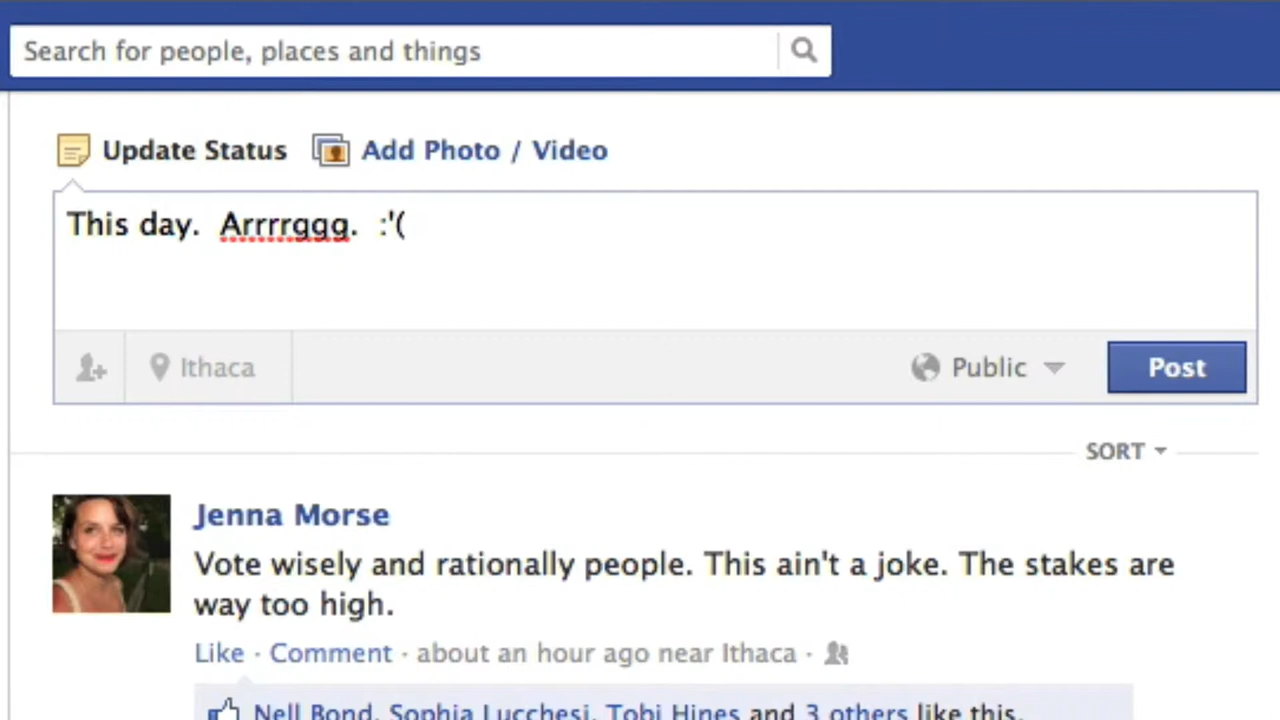 Search for people, places and things
Update Status Add Photo / Video
This day. Arrrrggg. :'(
Ithaca Public Post
SORT
Jenna Morse
Vote wisely and rationally people. This ain't a joke. The stakes are
way too high.
Like · Comment · about an hour ago near Ithaca ·
Nell Bond, Sophia Lucchesi, Tobi Hines and 3 others like this.